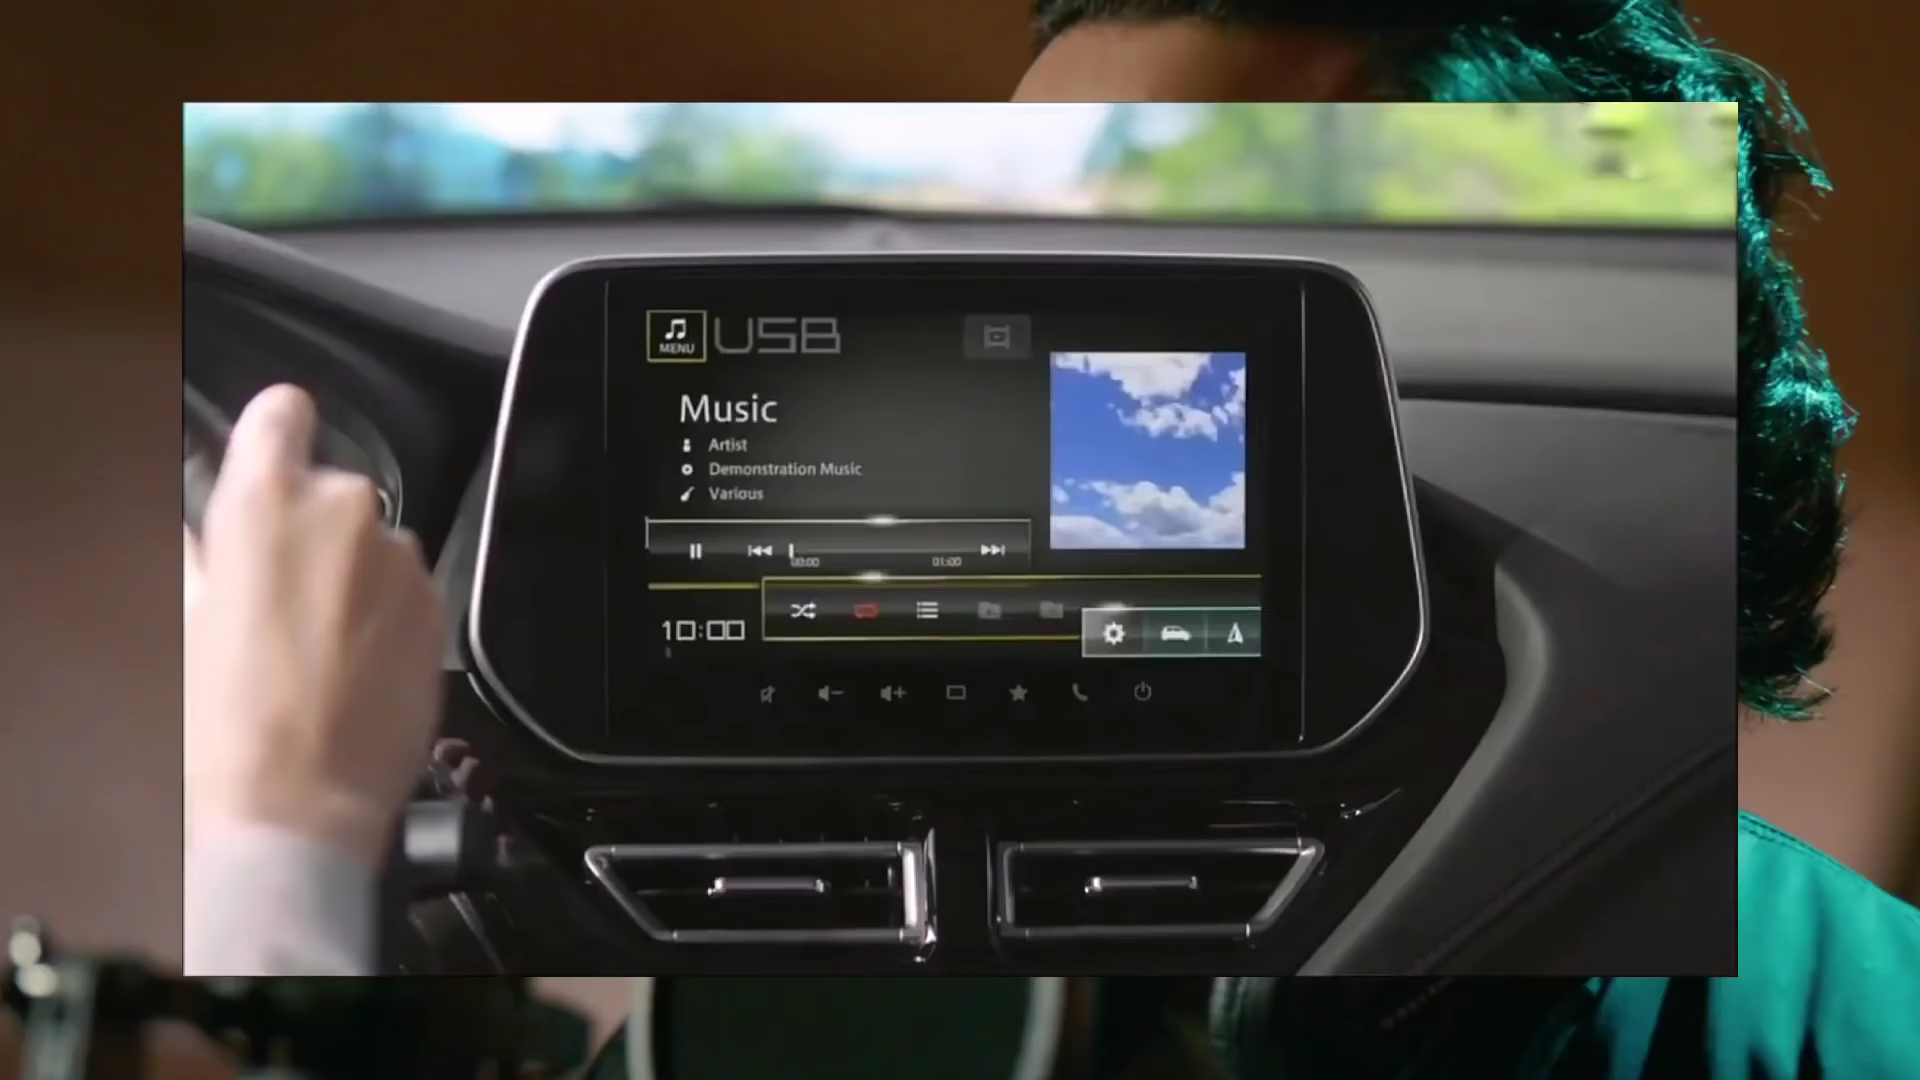 MENU
USB
Music
Artist
Demonstration Music
Various
00:00
01:00
10:00